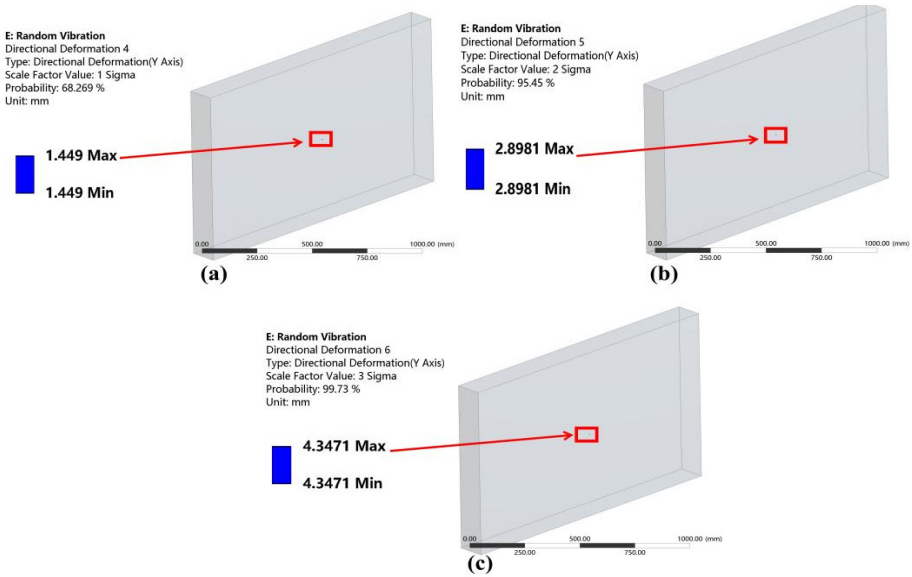 E: Random Vibration
Directional Deformation 4
Type: Directional Deformation(Y Axis)
Scale Factor Value: 1 Sigma
Probability: 68.269 %
Unit: mm
1.449 Max
1.449 Min
0.00 500.00 1000.00 (mm)
250.00 750.00
(a)
E: Random Vibration
Directional Deformation 5
Type: Directional Deformation(Y Axis)
Scale Factor Value: 2 Sigma
Probability: 95.45 %
Unit: mm
2.8981 Max
2.8981 Min
0.00 500.00 1000.00 (mm)
250.00 750.00
(b)
E: Random Vibration
Directional Deformation 6
Type: Directional Deformation(Y Axis)
Scale Factor Value: 3 Sigma
Probability: 99.73 %
Unit: mm
4.3471 Max
4.3471 Min
0.00 500.00 1000.00 (mm)
250.00 750.00
(c)